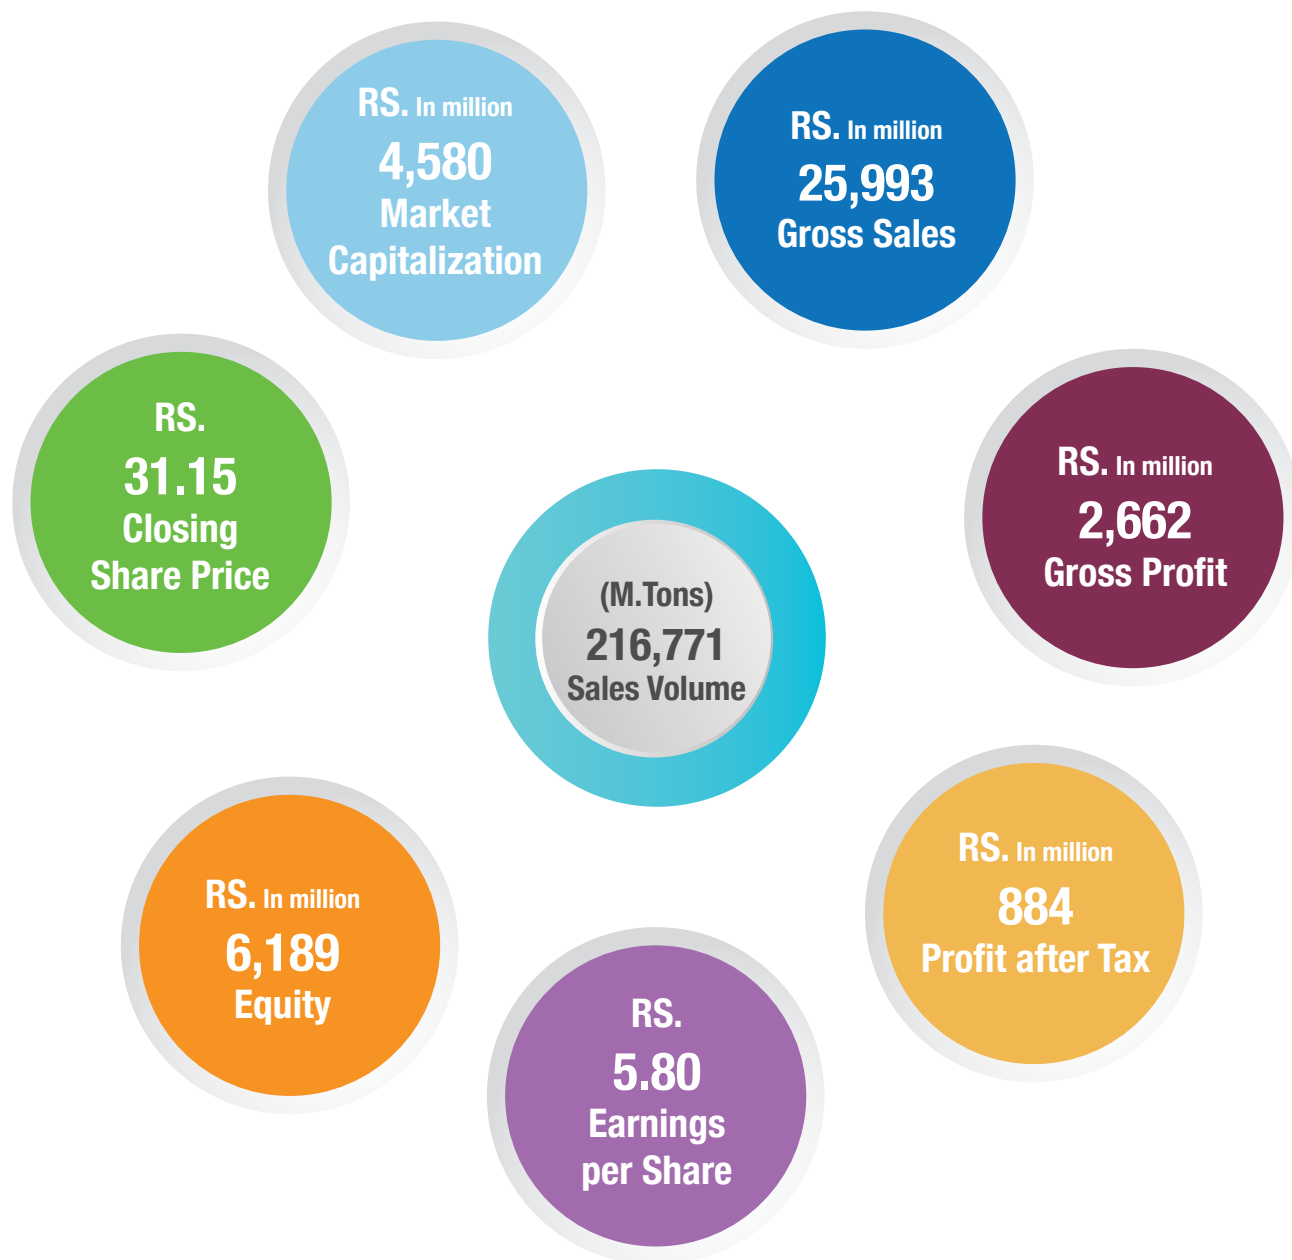 RS. In million
4,580
Market
Capitalization
RS. In million
25,993
Gross Sales
RS.
31.15
Closing
Share Price
RS. In million
2,662
Gross Profit
(M.Tons)
216,771
Sales Volume
RS. In million
6,189
Equity
RS. In million
884
Profit after Tax
RS.
5.80
Earnings
per Share